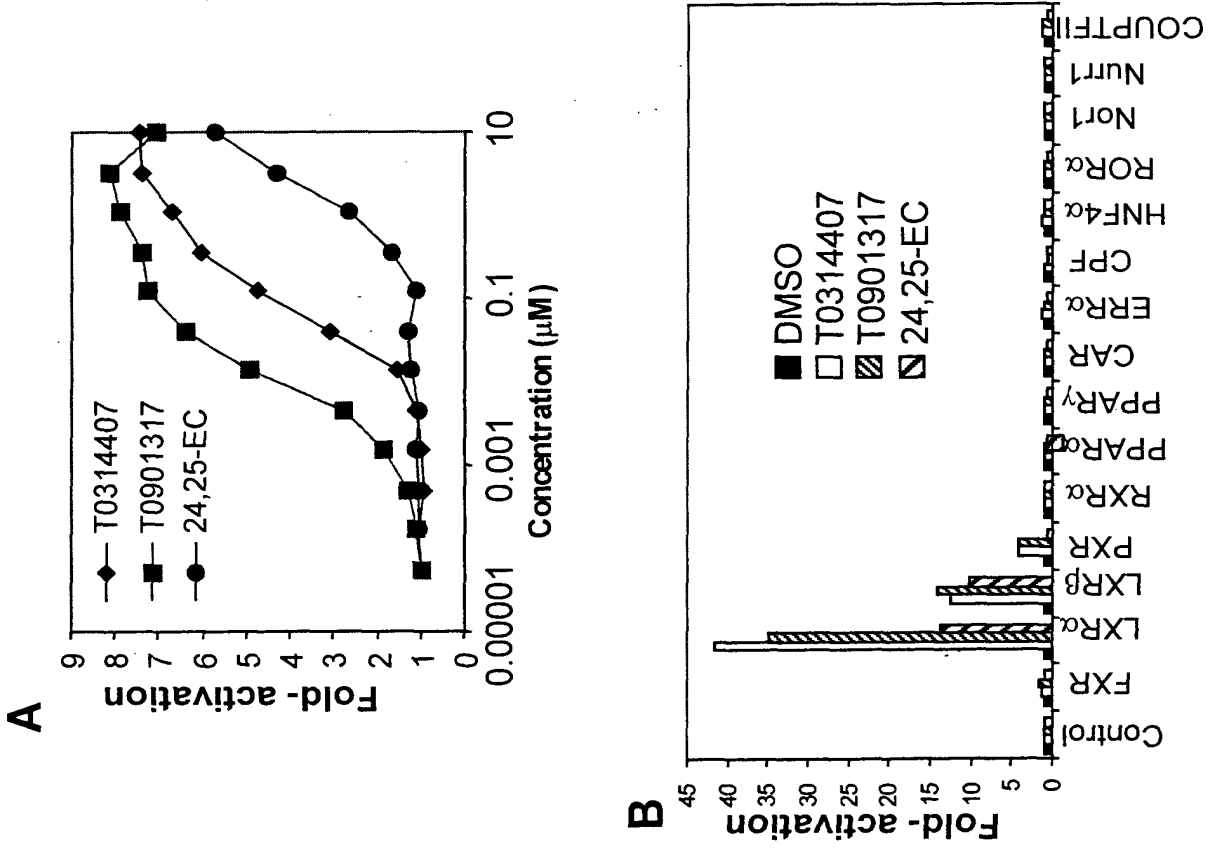 A
Fold- activation
9
8
7
6
5
4
3
2
1
0
T0314407
T0901317
24,25-EC
0.00001
0.001
0.1
10
Concentration (µM)
B
Fold- activation
45
40
35
30
25
20
15
10
5
0
DMSO
T0314407
T0901317
24,25-EC
Control
FXR
LXRα
LXRβ
PXR
RXRα
PPARα
PPARγ
CAR
ERRα
CPF
HNF4α
RORα
Nor1
Nurr1
COUPTFII